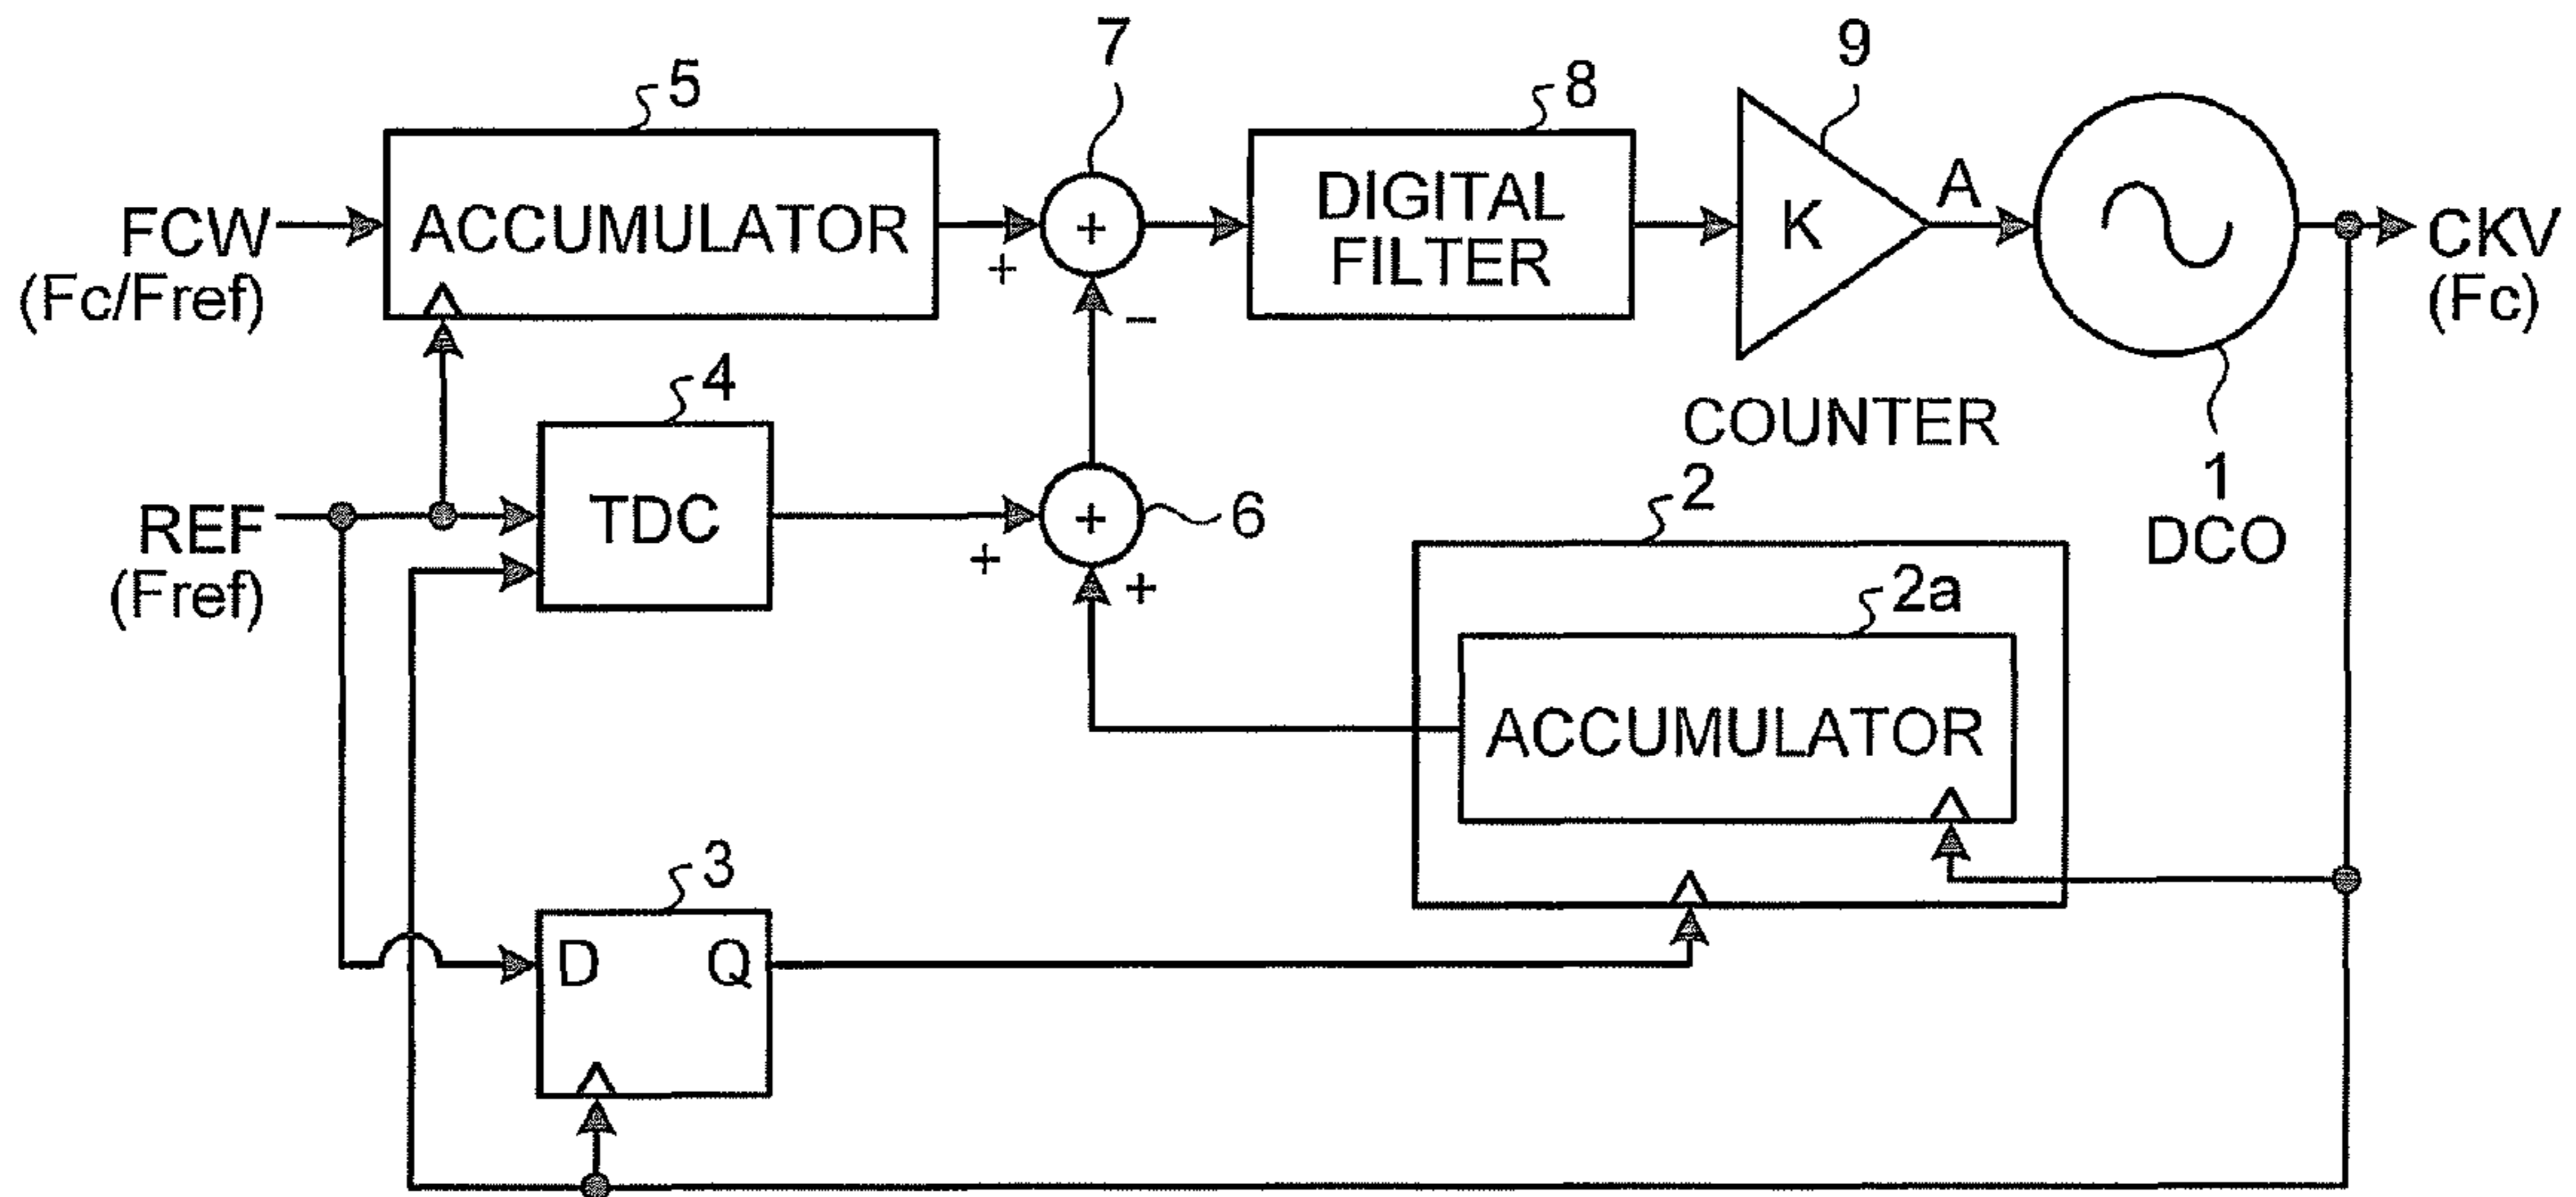 7
9
5
8
FCW
(Fc/Fref)
ACCUMULATOR
+
+
−
DIGITAL
FILTER
K
A
CKV
(Fc)
4
COUNTER
2
1
DCO
REF
(Fref)
TDC
+
6
+
+
2a
ACCUMULATOR
3
D
Q